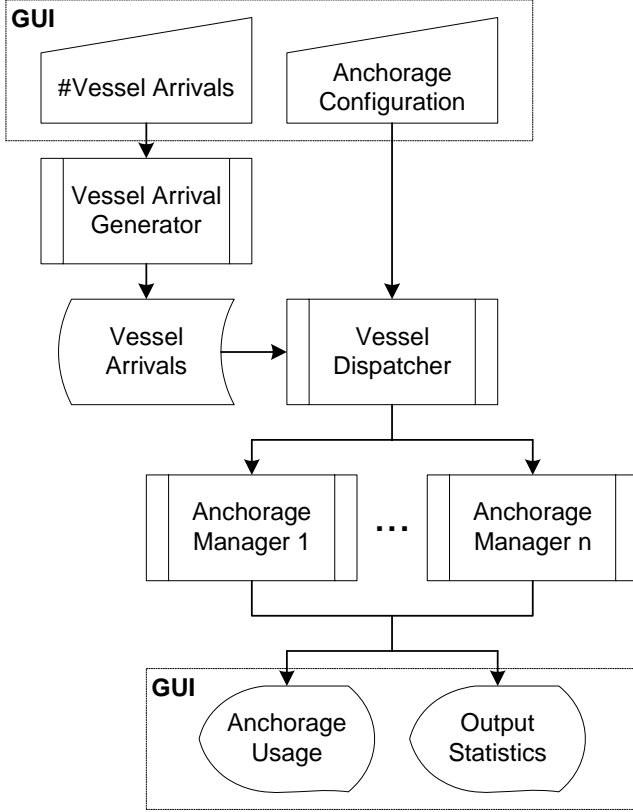 GUI
#Vessel Arrivals
Anchorage
Configuration
Vessel Arrival
Generator
Vessel
Arrivals
Vessel
Dispatcher
Anchorage
Manager 1
...
Anchorage
Manager n
GUI
Anchorage
Usage
Output
Statistics